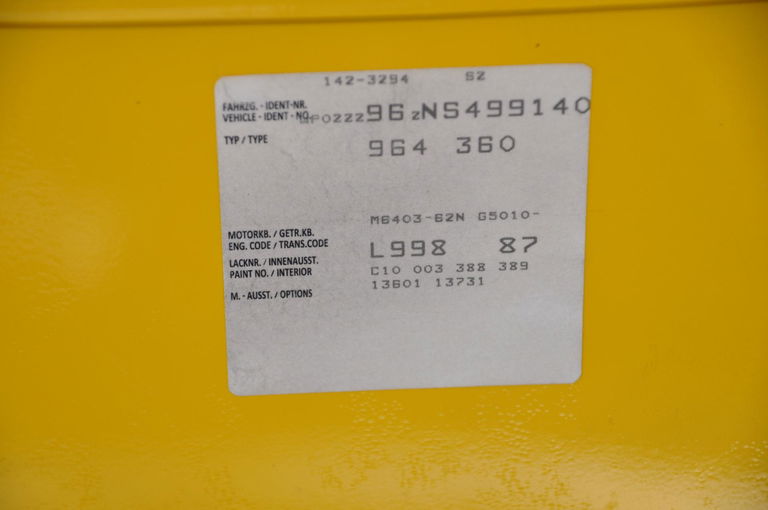 142-3294 SZ
FAHRZG. - IDENT-NR.
VEHICLE - IDENT - NO. WP0ZZZ96ZNS499140
TYP / TYPE 964 360
M6403-62N G5010-
MOTORKB. / GETR.KB.
ENG. CODE / TRANS.CODE L998 87
LACKNR. / INNENAUSST.
PAINT NO. / INTERIOR C10 003 388 389
13601 13731
M. - AUSST. / OPTIONS